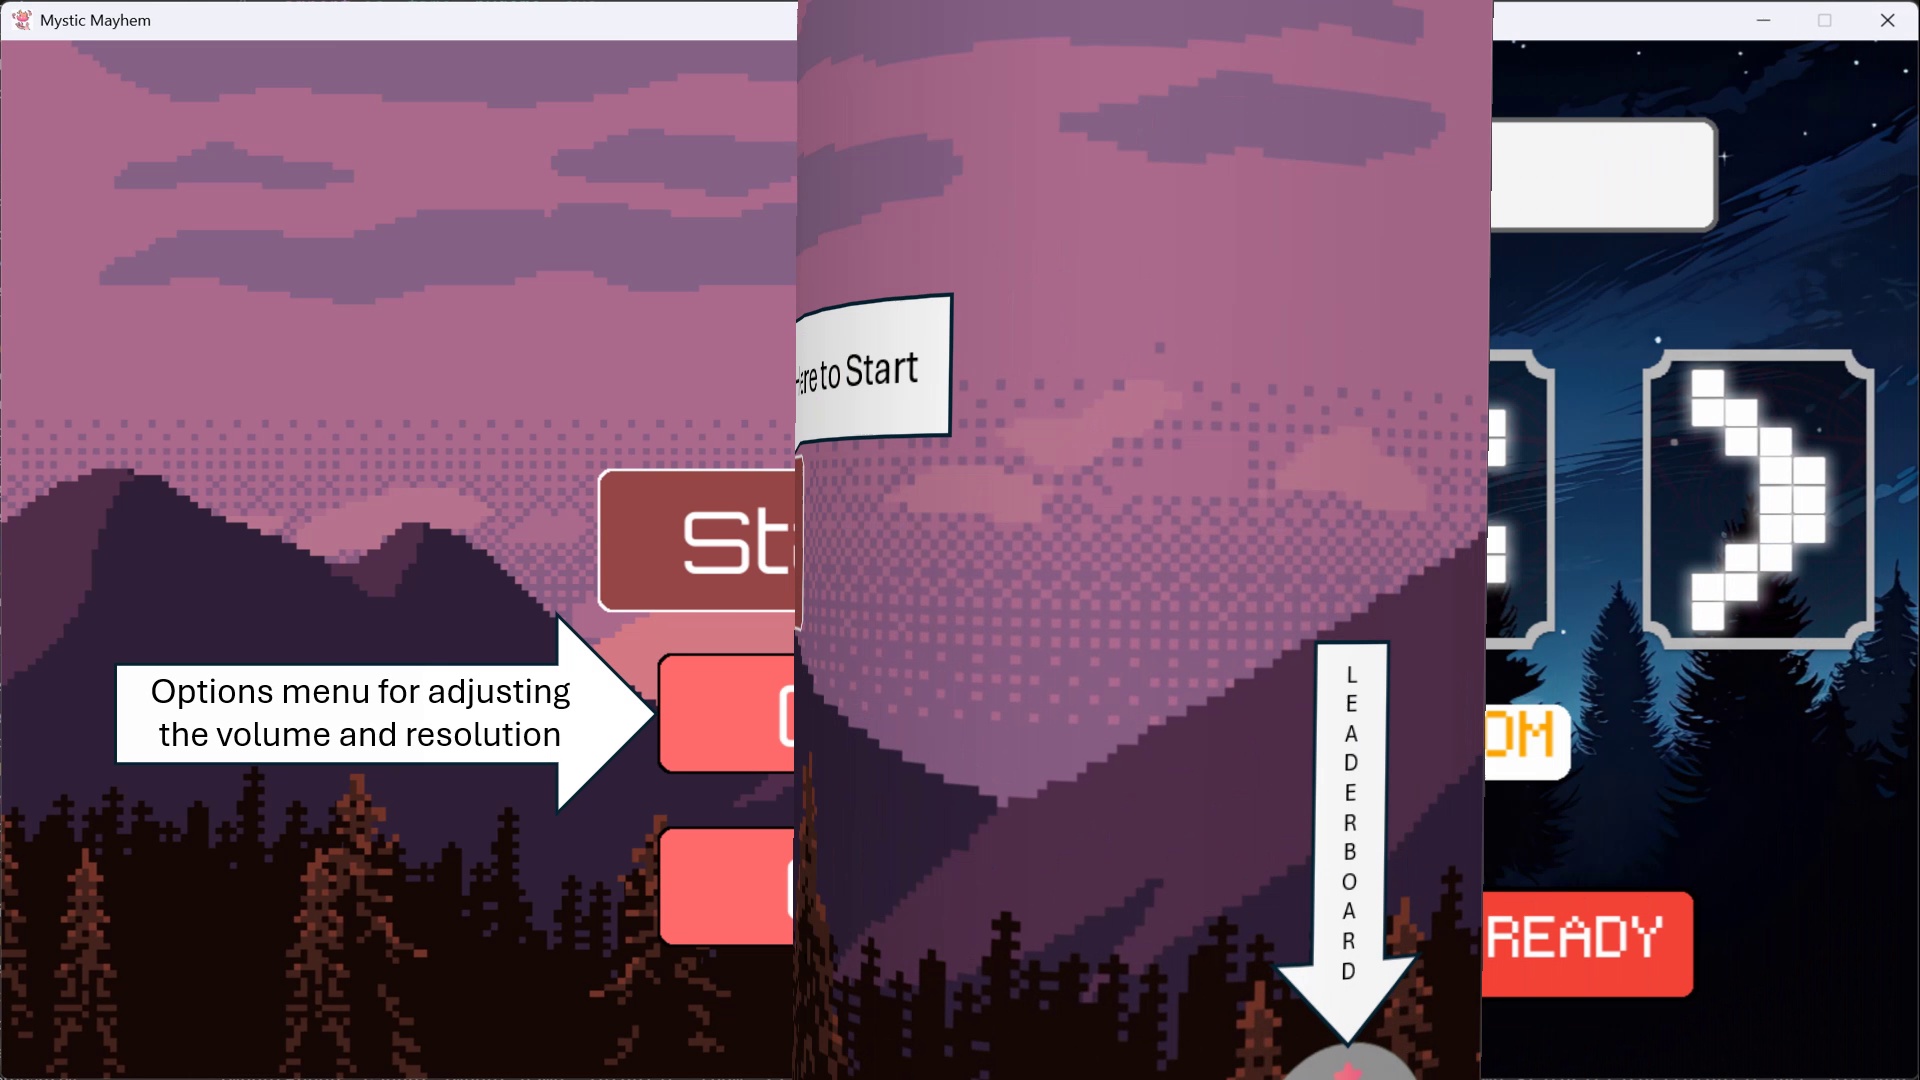 Mystic Mayhem
to Start
Options menu for adjusting
the volume and resolution
L
E
A
D
E
R
B
O
A
R
D
READY